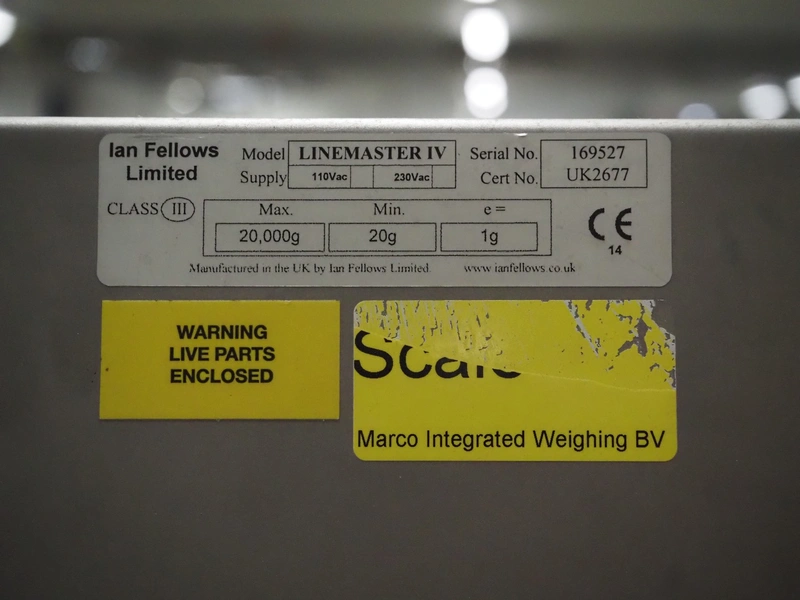 Ian Fellows
Limited
Model LINEMASTER IV
Supply 110Vac 230Vac
Serial No. 169527
Cert No. UK2677
CLASS III
Max. Min. e =
20,000g 20g 1g
CE
14
Manufactured in the UK by Ian Fellows Limited. www.ianfellows.co.uk
WARNING
LIVE PARTS
ENCLOSED
Scale
Marco Integrated Weighing BV